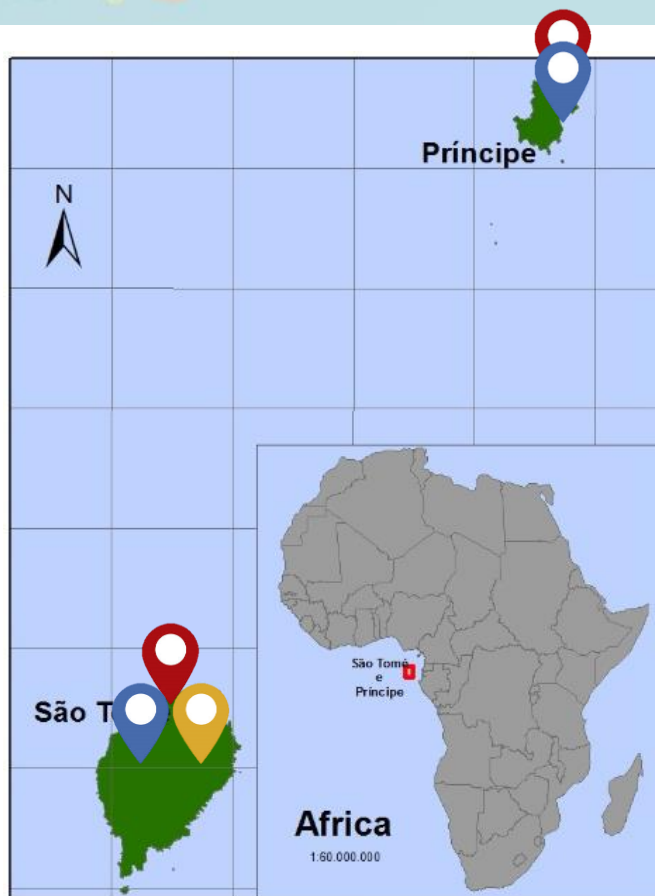 Príncipe
N
São T
São Tomé
e
Príncipe
Africa
1:60.000.000